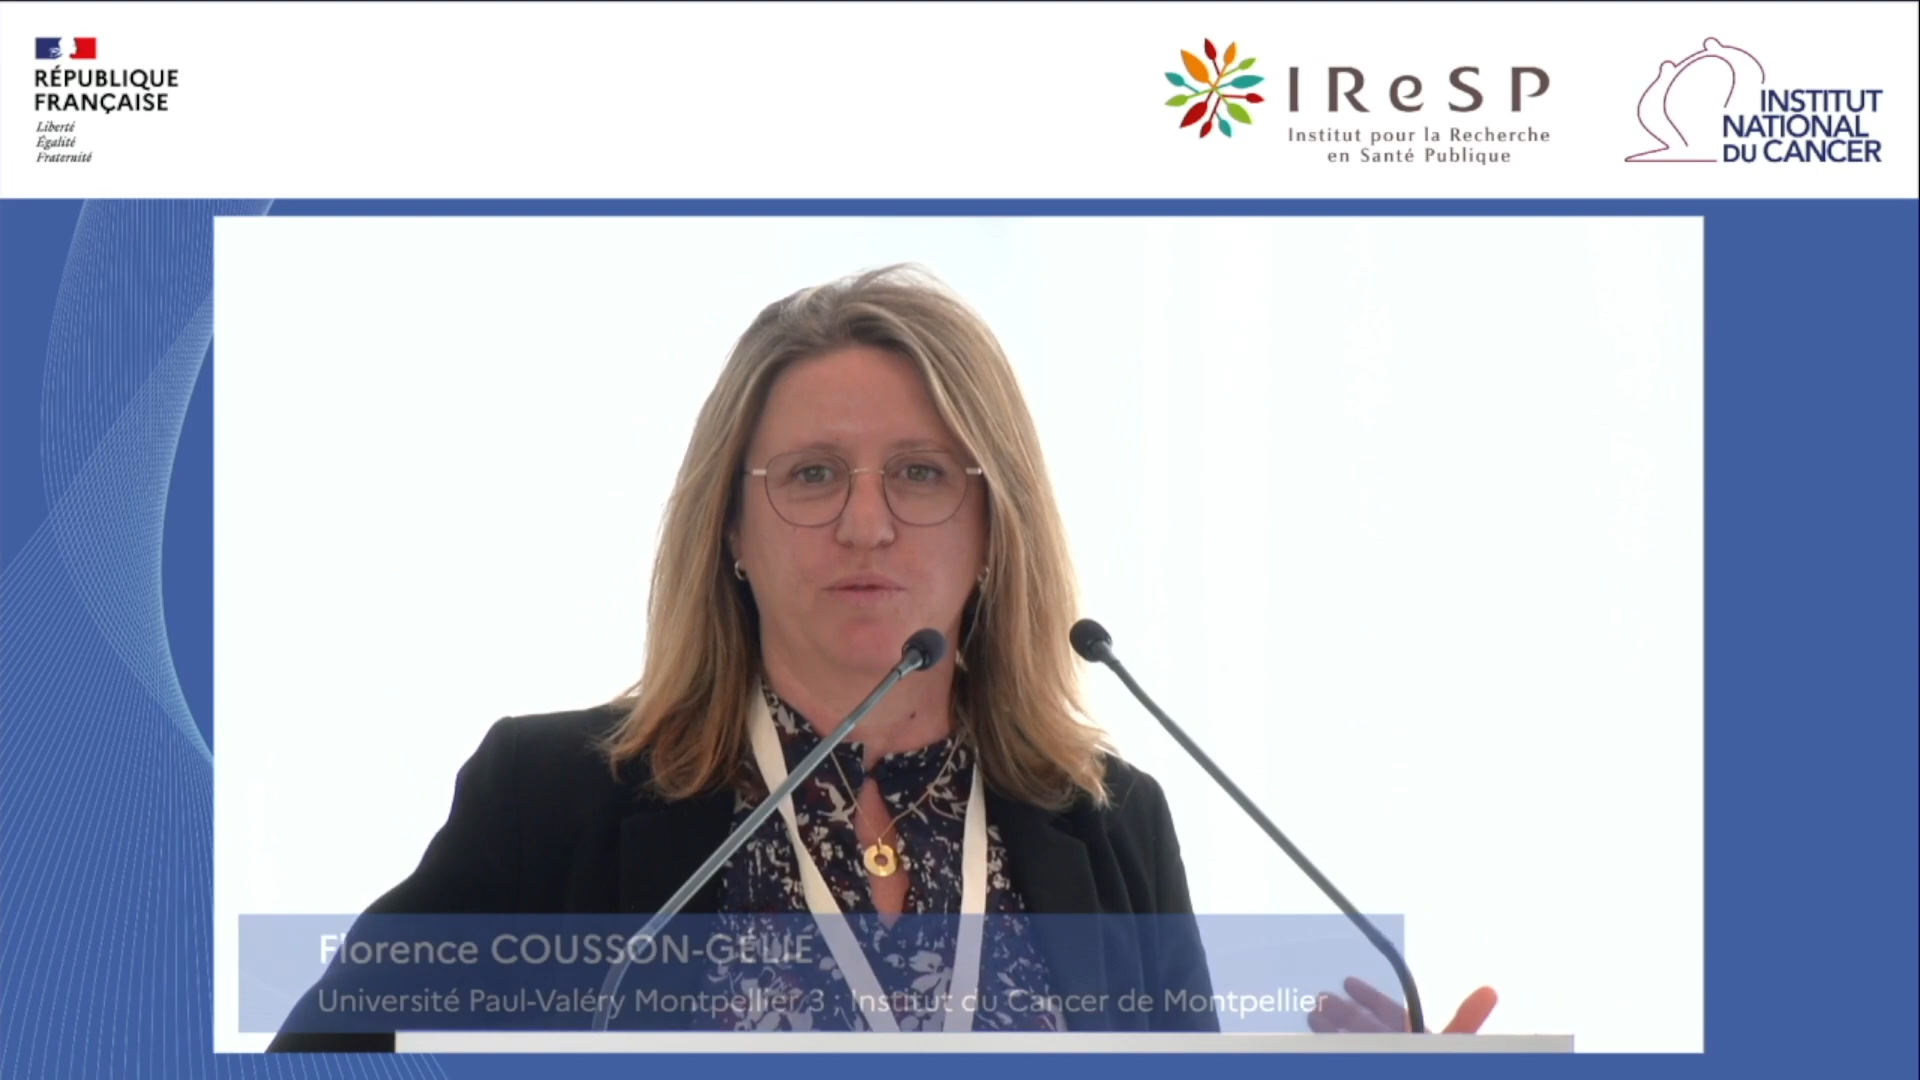 RÉPUBLIQUE
FRANÇAISE
Liberté
Égalité
Fraternité
IReSP
Institut pour la Recherche
en Santé Publique
INSTITUT
NATIONAL
DU CANCER
Florence COUSSON-GÉLIE
Université Paul-Valéry Montpellier 3 ; Institut du Cancer de Montpellier